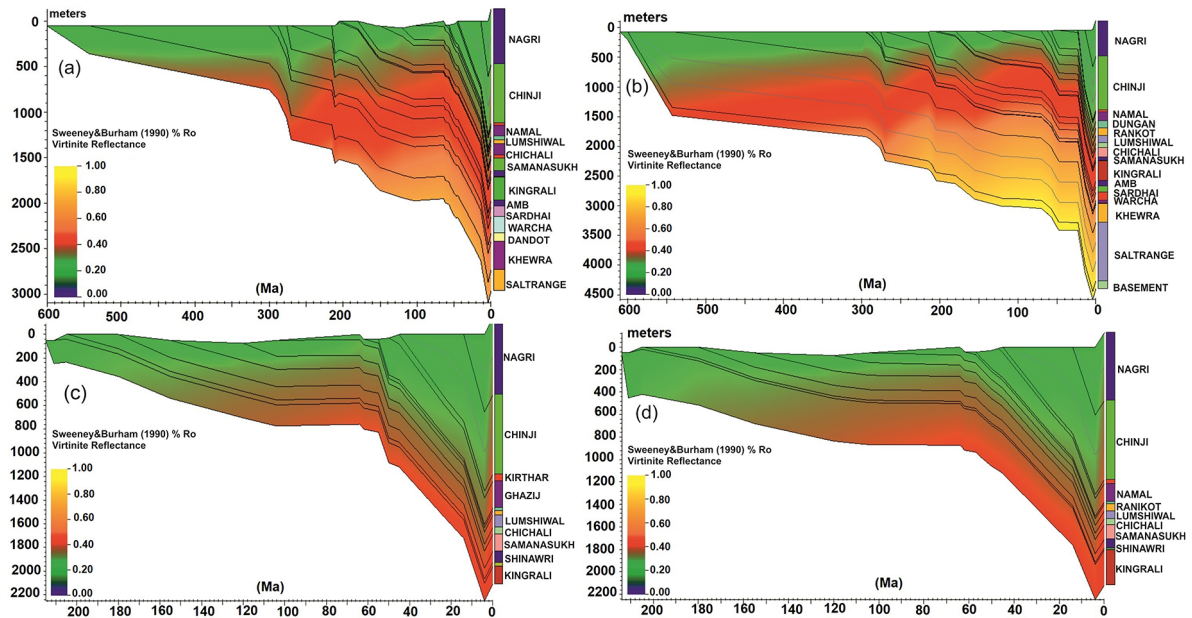 meters
(a)
0
500
1000
1500
2000
2500
3000
Sweeney&Burham (1990) % Ro
Virtinite Reflectance
1.00
0.80
0.60
0.40
0.20
0.00
(Ma)
600 500 400 300 200 100 0
NAGRI
CHINJI
NAMAL
LUMSHIWAL
CHICHALI
SAMANASUKH
KINGRALI
AMB
SARDHAI
WARCHA
DANDOT
KHEWRA
SALTRANGE
meters
(b)
0
500
1000
1500
2000
2500
3000
3500
4000
4500
Sweeney&Burham (1990) % Ro
Virtinite Reflectance
1.00
0.80
0.60
0.40
0.20
0.00
(Ma)
600 500 400 300 200 100 0
NAGRI
CHINJI
NAMAL
DUNGAN
RANKOT
LUMSHIWAL
CHICHALI
SAMANASUKH
KINGRALI
AMB
SARDHAI
WARCHA
KHEWRA
SALTRANGE
BASEMENT
(c)
0
200
400
600
800
1000
1200
1400
1600
1800
2000
2200
Sweeney&Burham (1990) % Ro
Virtinite Reflectance
1.00
0.80
0.60
0.40
0.20
0.00
(Ma)
200 180 160 140 120 100 80 60 40 20 0
NAGRI
CHINJI
KIRTHAR
GHAZIJ
LUMSHIWAL
CHICHALI
SAMANASUKH
SHINAWRI
KINGRALI
meters
(d)
0
200
400
600
800
1000
1200
1400
1600
1800
2000
2200
Sweeney&Burham (1990) % Ro
Virtinite Reflectance
1.00
0.80
0.60
0.40
0.20
0.00
(Ma)
200 180 160 140 120 100 80 60 40 20 0
NAGRI
CHINJI
NAMAL
RANIKOT
LUMSHIWAL
CHICHALI
SAMANASUKH
SHINAWRI
KINGRALI